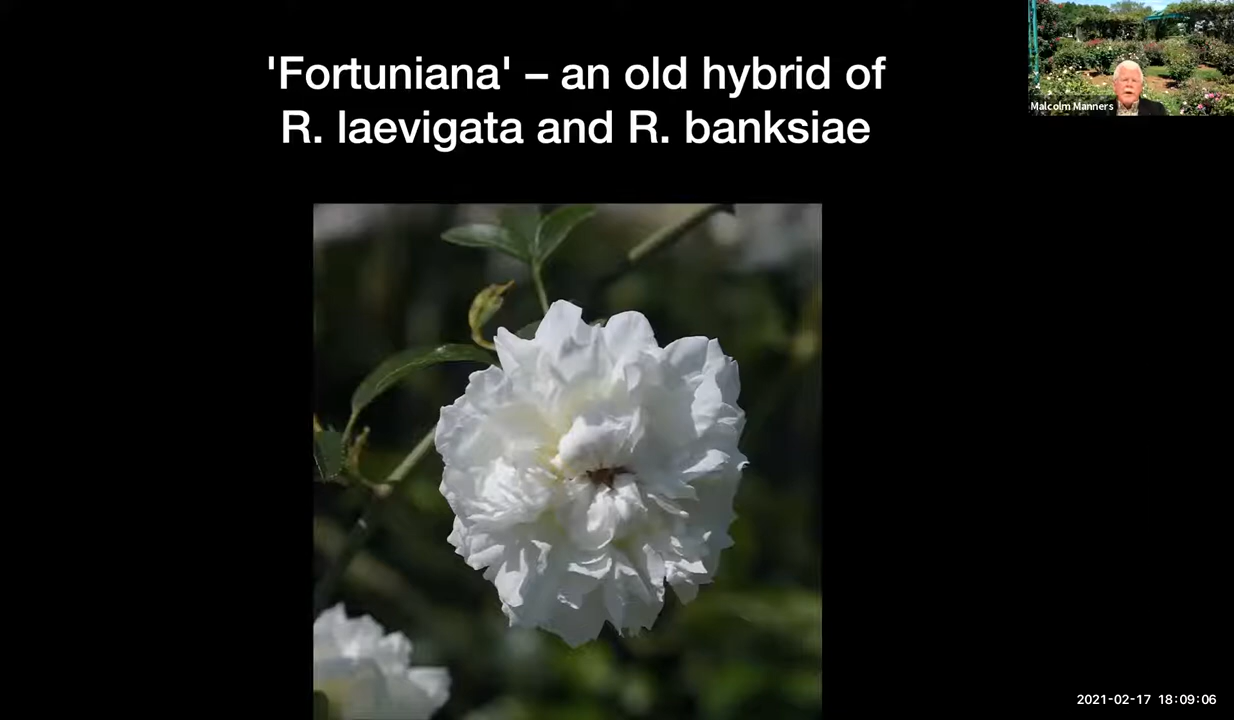 'Fortuniana' – an old hybrid of
R. laevigata and R. banksiae
Malcolm Manners
2021-02-17 18:09:06